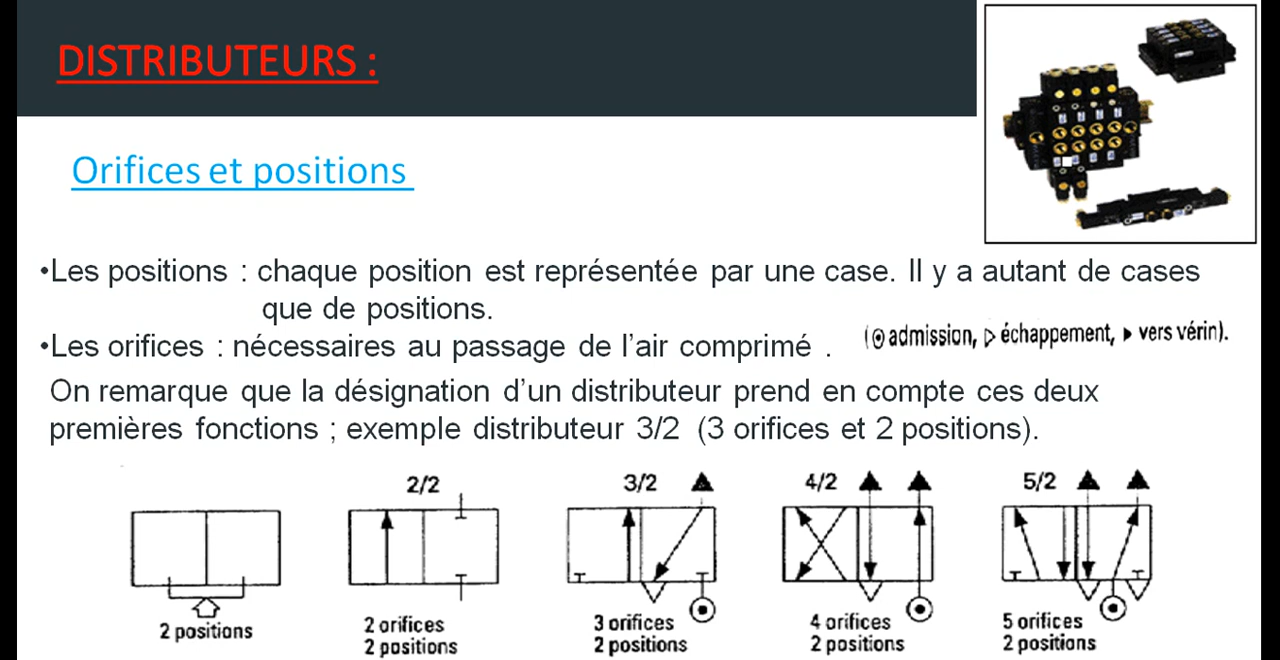 DISTRIBUTEURS :
Orifices et positions
•Les positions : chaque position est représentée par une case. Il y a autant de cases
que de positions.
•Les orifices : nécessaires au passage de l’air comprimé .
(⊙ admission, ▷ échappement, ▶ vers vérin).
On remarque que la désignation d’un distributeur prend en compte ces deux
premières fonctions ; exemple distributeur 3/2 (3 orifices et 2 positions).
2/2
3/2
4/2
5/2
2 positions
2 orifices
2 positions
3 orifices
2 positions
4 orifices
2 positions
5 orifices
2 positions